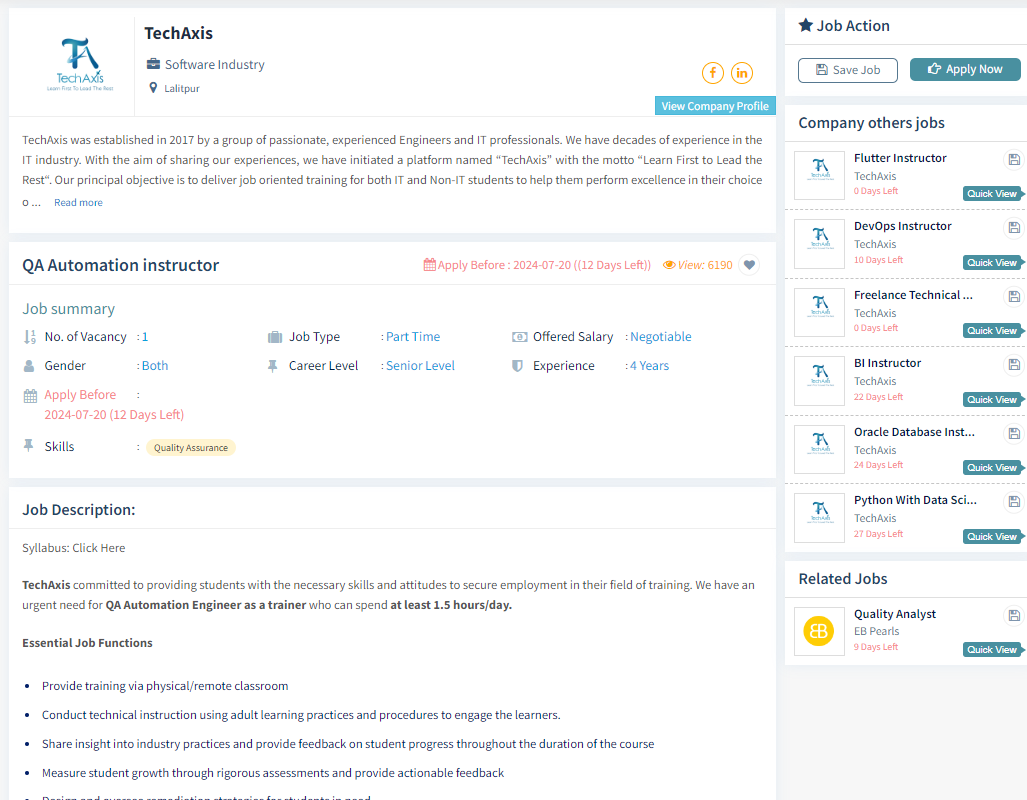 TechAxis
Learn First To Lead The Rest
TechAxis
Software Industry
Lalitpur
View Company Profile
TechAxis was established in 2017 by a group of passionate, experienced Engineers and IT professionals. We have decades of experience in the
IT industry. With the aim of sharing our experiences, we have initiated a platform named “TechAxis” with the motto “Learn First to Lead the
Rest“. Our principal objective is to deliver job oriented training for both IT and Non-IT students to help them perform excellence in their choice
o ... Read more
QA Automation instructor
Apply Before : 2024-07-20 ((12 Days Left)) View: 6190
Job summary
No. of Vacancy : 1 Job Type : Part Time Offered Salary : Negotiable
Gender : Both Career Level : Senior Level Experience : 4 Years
Apply Before :
2024-07-20 (12 Days Left)
Skills : Quality Assurance
Job Description:
Syllabus: Click Here
TechAxis committed to providing students with the necessary skills and attitudes to secure employment in their field of training. We have an
urgent need for QA Automation Engineer as a trainer who can spend at least 1.5 hours/day.
Essential Job Functions
• Provide training via physical/remote classroom
• Conduct technical instruction using adult learning practices and procedures to engage the learners.
• Share insight into industry practices and provide feedback on student progress throughout the duration of the course
• Measure student growth through rigorous assessments and provide actionable feedback
• Design and oversee remediation strategies for students in need
Job Action
Save Job Apply Now
Company others jobs
Flutter Instructor
TechAxis
0 Days Left
Quick View
DevOps Instructor
TechAxis
10 Days Left
Quick View
Freelance Technical ...
TechAxis
0 Days Left
Quick View
BI Instructor
TechAxis
22 Days Left
Quick View
Oracle Database Inst...
TechAxis
24 Days Left
Quick View
Python With Data Sci...
TechAxis
27 Days Left
Quick View
Related Jobs
Quality Analyst
EB Pearls
9 Days Left
Quick View